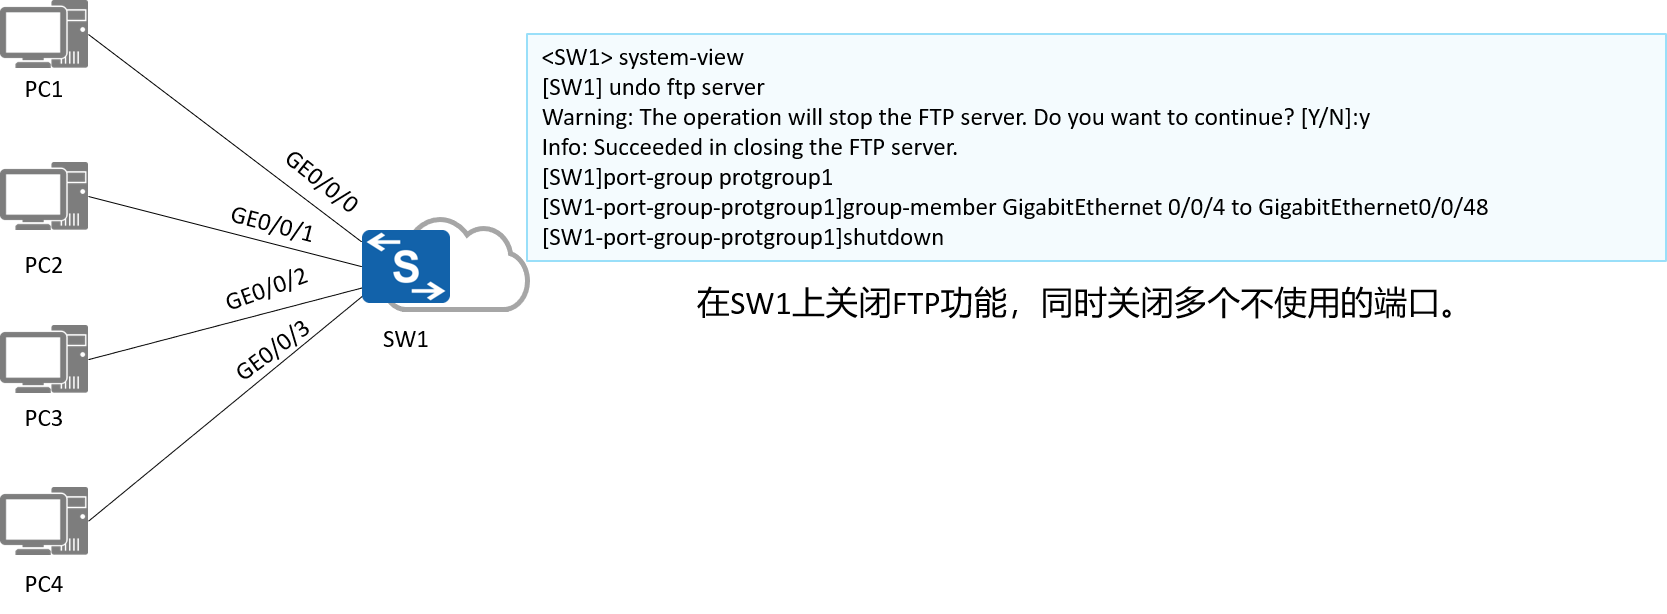 PC1
PC2
PC3
PC4
GE0/0/0
GE0/0/1
GE0/0/2
GE0/0/3
S
SW1
<SW1> system-view
[SW1] undo ftp server
Warning: The operation will stop the FTP server. Do you want to continue? [Y/N]:y
Info: Succeeded in closing the FTP server.
[SW1]port-group protgroup1
[SW1-port-group-protgroup1]group-member GigabitEthernet 0/0/4 to GigabitEthernet0/0/48
[SW1-port-group-protgroup1]shutdown
在SW1上关闭FTP功能，同时关闭多个不使用的端口。